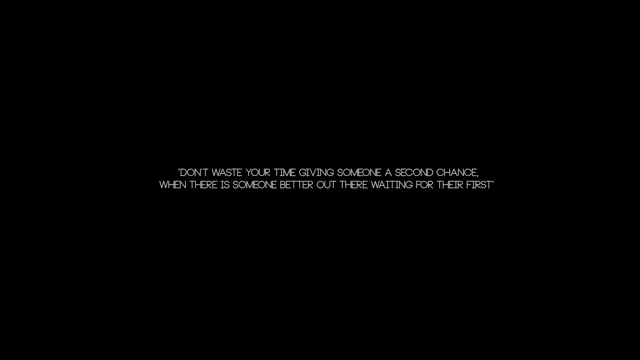 "DON'T WASTE YOUR TIME GIVING SOMEONE A SECOND CHANCE,
WHEN THERE IS SOMEONE BETTER OUT THERE WAITING FOR THEIR FIRST"